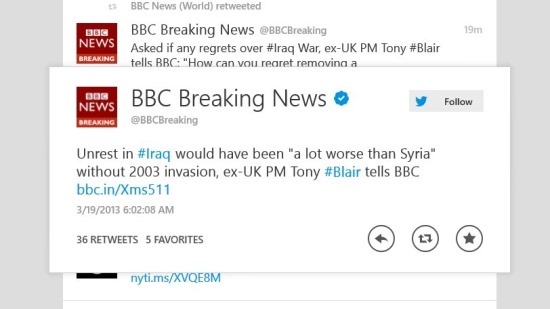 BBC News (World) retweeted
BBC Breaking News @BBCBreaking 19m
BBC
NEWS
BREAKING
Asked if any regrets over #Iraq War, ex-UK PM Tony #Blair
tells BBC: "How can you regret removing a
BBC
NEWS
BREAKING
BBC Breaking News
@BBCBreaking
Follow
Unrest in #Iraq would have been "a lot worse than Syria"
without 2003 invasion, ex-UK PM Tony #Blair tells BBC
bbc.in/Xms511
3/19/2013 6:02:08 AM
36 RETWEETS 5 FAVORITES
nyti.ms/XVQE8M